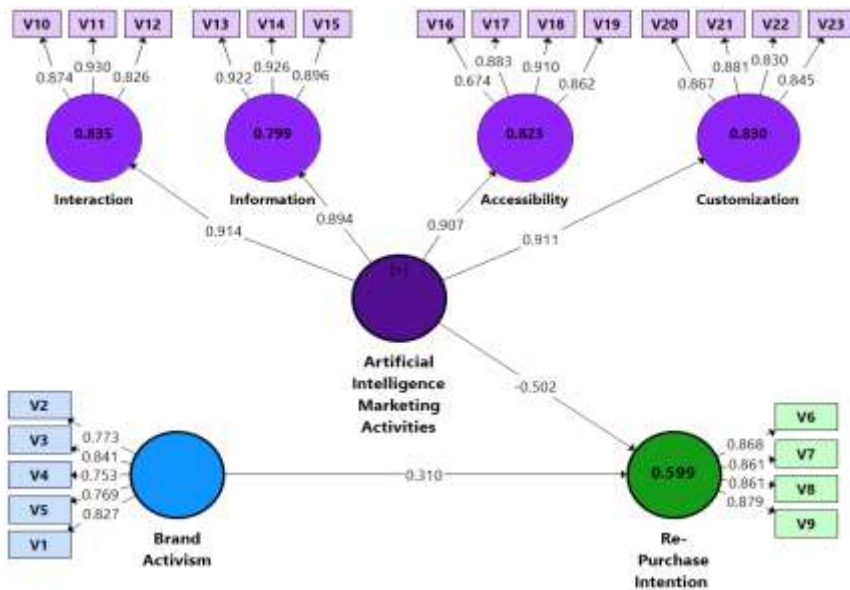 V10 V11 V12 V13 V14 V15 V16 V17 V18 V19 V20 V21 V22 V23
0.874 0.930 0.826 0.922 0.926 0.896 0.674 0.883 0.910 0.862 0.867 0.881 0.830 0.845
0.835 0.799 0.823 0.830
Interaction Information Accessibility Customization
0.914 0.894 0.907 0.911
[+]
Artificial
Intelligence
Marketing
Activities
-0.502
V2
V3
V4
V5
V1
0.773
0.841
0.753
0.769
0.827
Brand
Activism
0.310
0.599
Re-
Purchase
Intention
0.868
0.861
0.861
0.879
V6
V7
V8
V9